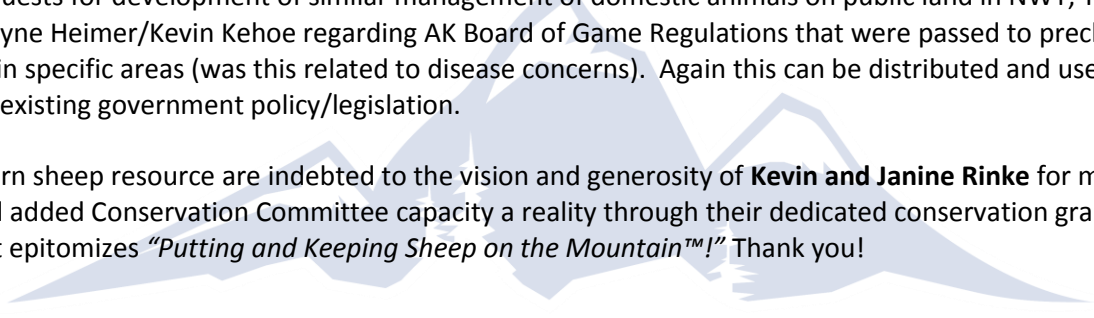 uests for development of similar management of domestic animals on public land in NWT,
yne Heimer/Kevin Kehoe regarding AK Board of Game Regulations that were passed to prec
in specific areas (was this related to disease concerns). Again this can be distributed and use
existing government policy/legislation.
rn sheep resource are indebted to the vision and generosity of Kevin and Janine Rinke for m
d added Conservation Committee capacity a reality through their dedicated conservation gra
t epitomizes “Putting and Keeping Sheep on the Mountain™!” Thank you!